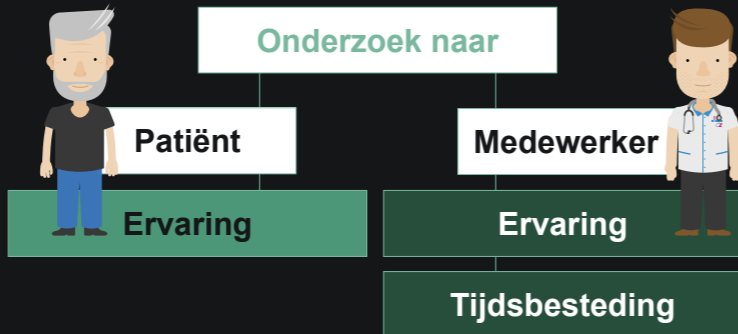 Onderzoek naar
Patiënt
Medewerker
Ervaring
Ervaring
Tijdsbesteding